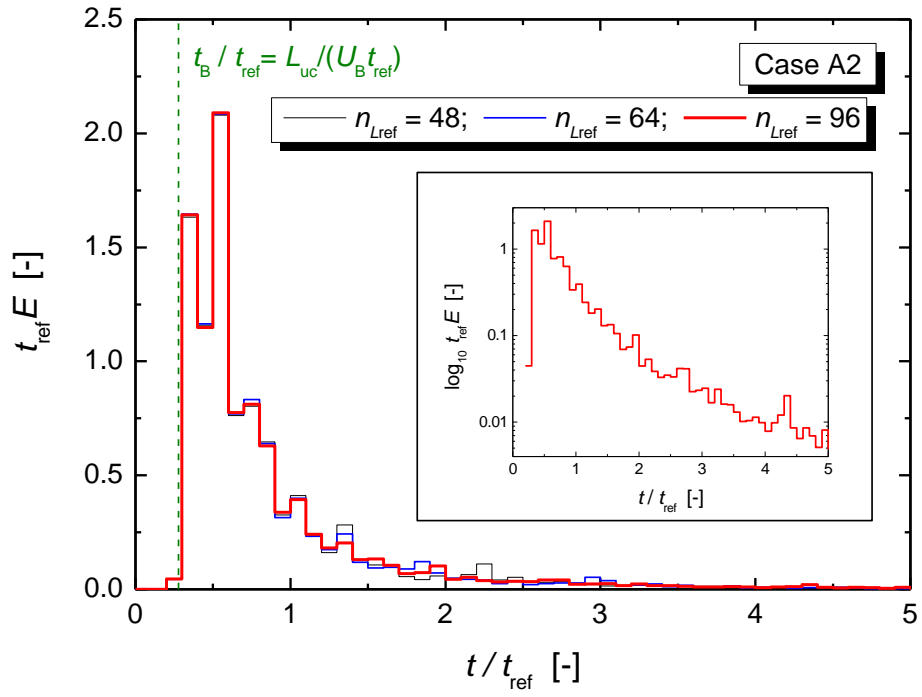 2.5
2.0
1.5
1.0
0.5
0.0
t_ref E [-]
t_B / t_ref = L_uc/(U_B t_ref)
Case A2
n_Lref = 48; n_Lref = 64; n_Lref = 96
1
0.1
0.01
log_10 t_ref E [-]
0 1 2 3 4 5
t / t_ref [-]
0 1 2 3 4 5
t / t_ref [-]